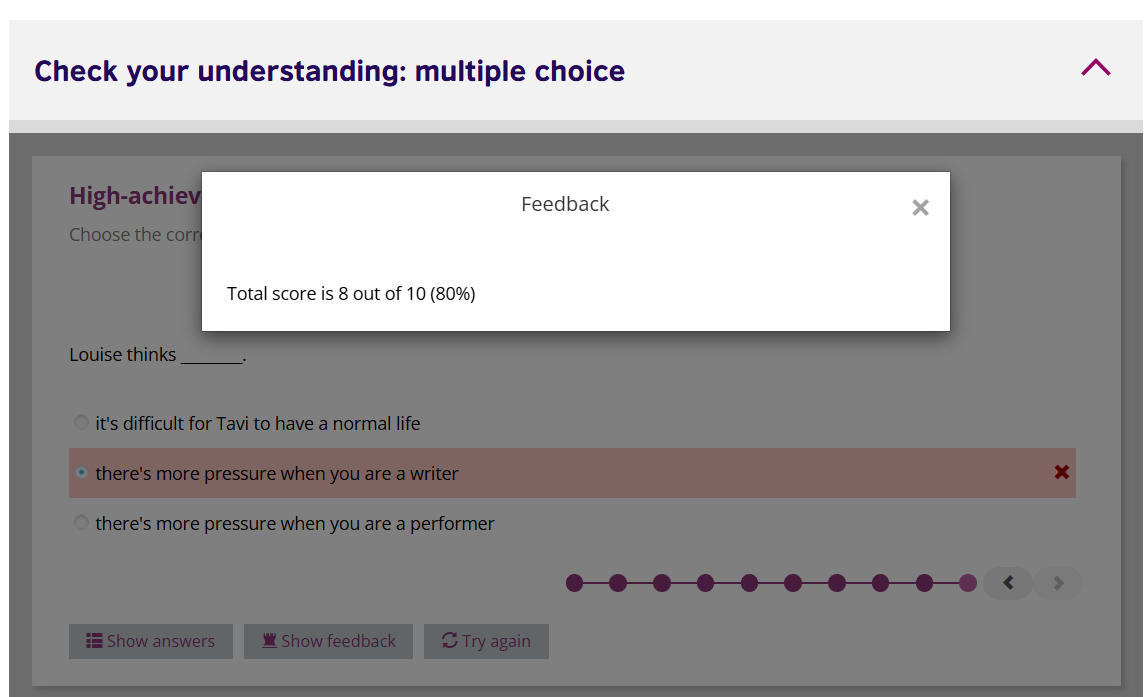 Check your understanding: multiple choice
High-achiev
Feedback
Choose the corr
Total score is 8 out of 10 (80%)
Louise thinks _______.
it's difficult for Tavi to have a normal life
there's more pressure when you are a writer
there's more pressure when you are a performer
Show answers Show feedback Try again